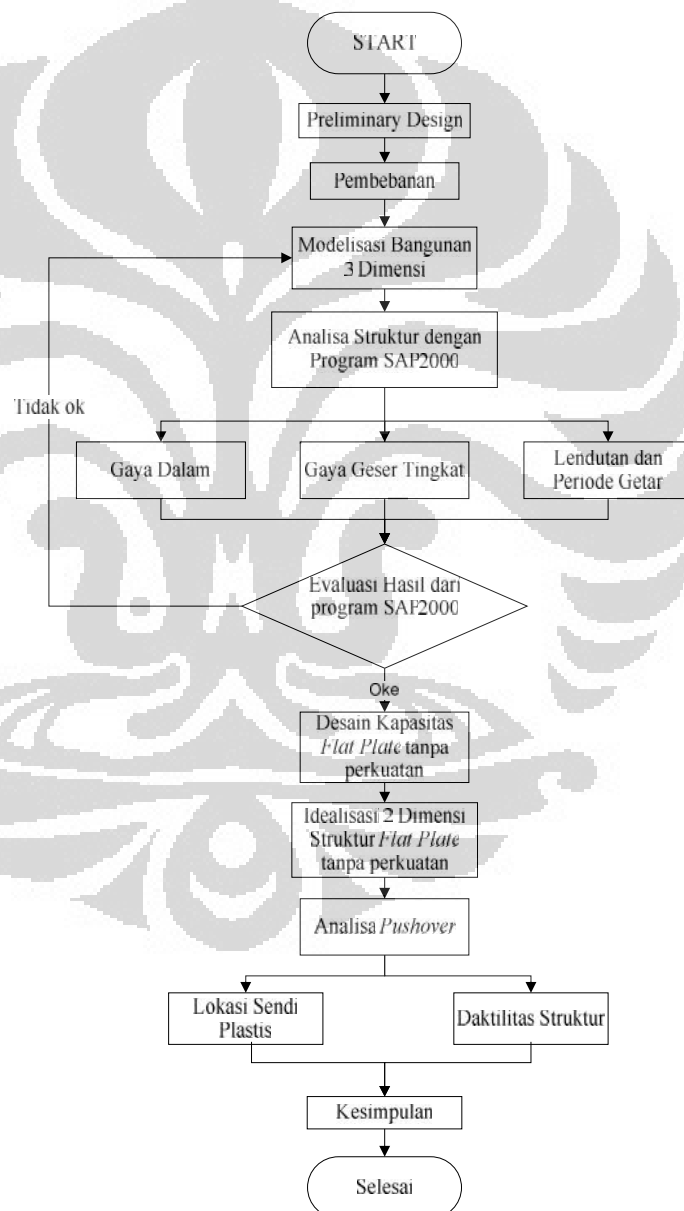 START
Preliminary Design
Pembebanan
Modelisasi Bangunan
3 Dimensi
Analisa Struktur dengan
Program SAP2000
Tidak ok
Gaya Dalam
Gaya Geser Tingkat
Lendutan dan
Periode Getar
Evaluasi Hasil dari
program SAP2000
Oke
Desain Kapasitas
Flat Plate tanpa
perkuatan
Idealisasi 2 Dimensi
Struktur Flat Plate
tanpa perkuatan
Analisa Pushover
Lokasi Sendi
Plastis
Daktilitas Struktur
Kesimpulan
Selesai